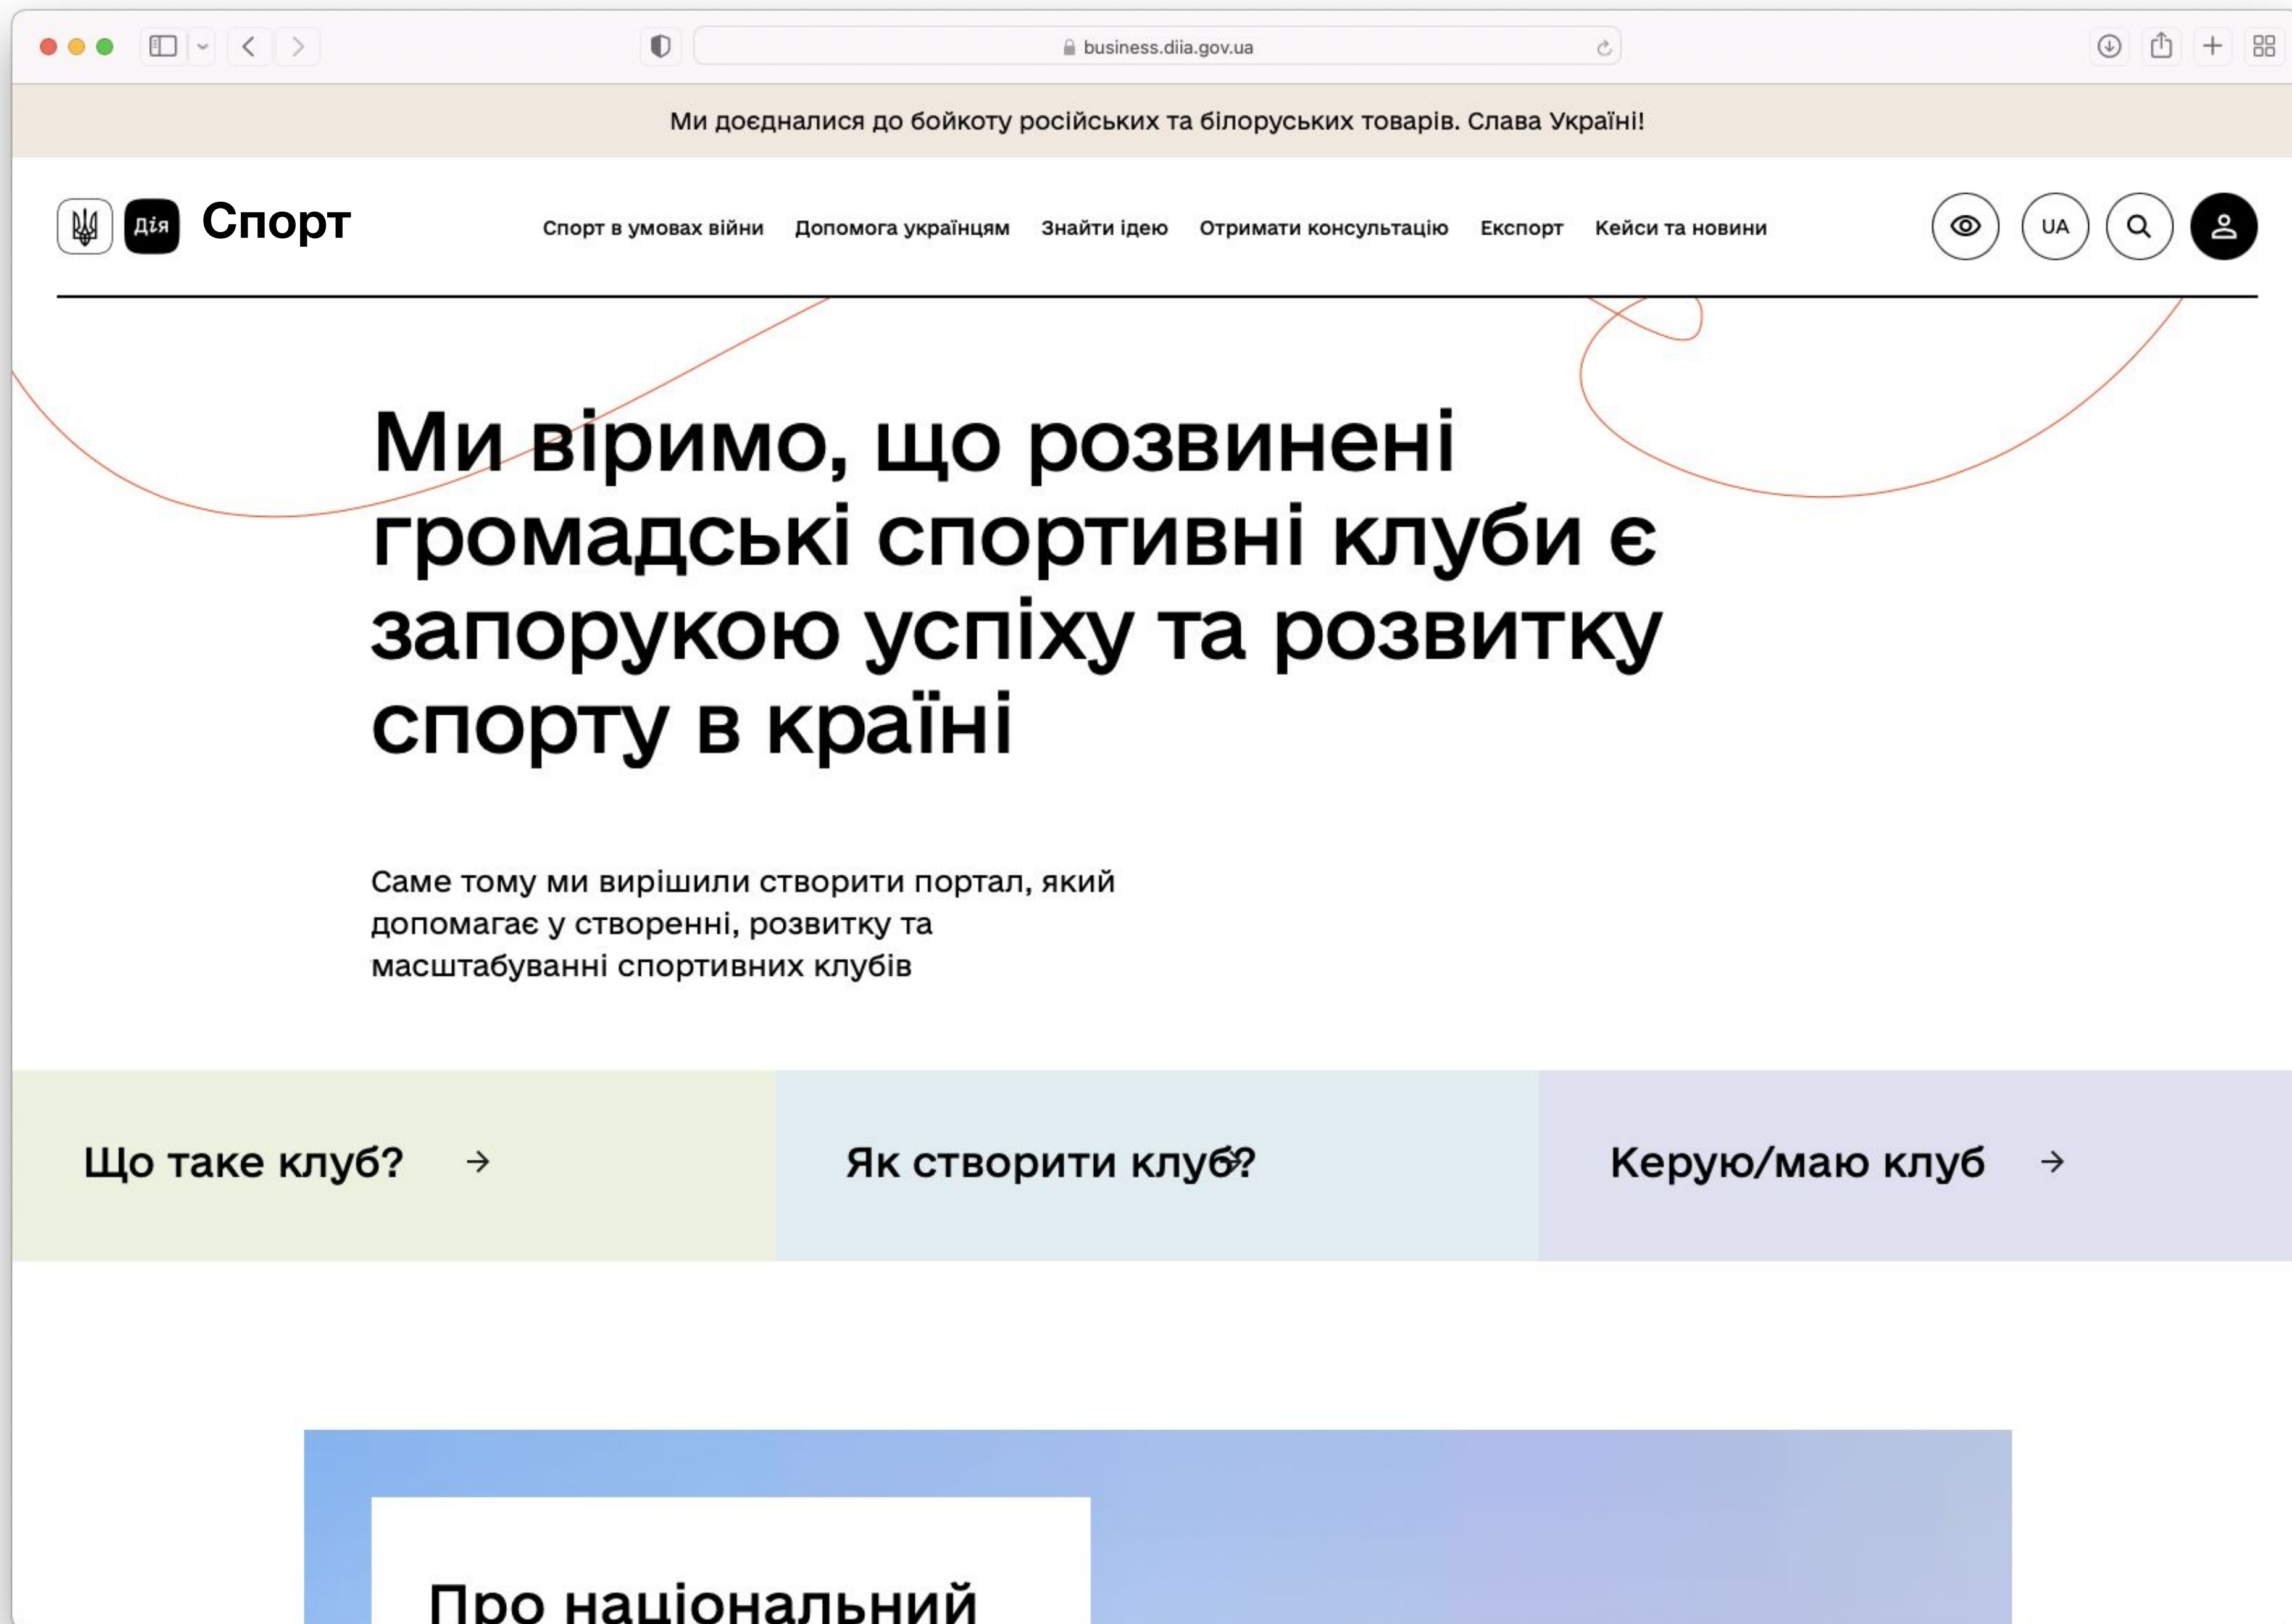 business.diia.gov.ua
Ми доєдналися до бойкоту російських та білоруських товарів. Слава Україні!
Дія Спорт
Спорт в умовах війни Допомога українцям Знайти ідею Отримати консультацію Експорт Кейси та новини UA
Ми віримо, що розвинені
громадські спортивні клуби є
запорукою успіху та розвитку
спорту в країні
Саме тому ми вирішили створити портал, який
допомагає у створенні, розвитку та
масштабуванні спортивних клубів
Що таке клуб? → Як створити клуб? → Керую/маю клуб →
Про національний